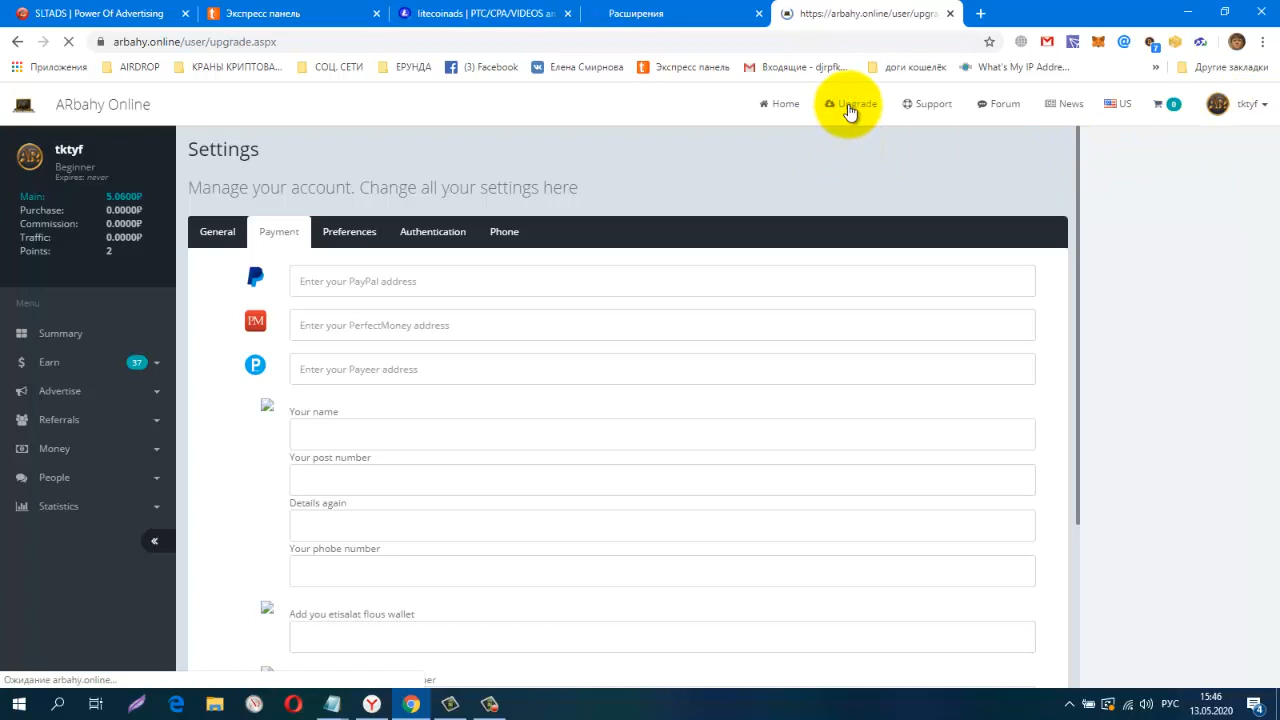 SLTADS | Power Of Advertising
Экспресс панель
litecoinads | PTC/CPA/VIDEOS an
Расширения
https://arbahy.online/user/upgra
arbahy.online/user/upgrade.aspx
Приложения
AIRDROP
КРАНЫ КРИПТОВА...
СОЦ. СЕТИ
ЕРУНДА
(3) Facebook
Елена Смирнова
Экспресс панель
Входящие - djrpfk...
доги кошелёк
What's My IP Addre...
»
Другие закладки
ARbahy Online
Home
Upgrade
Support
Forum
News
US
0
tktyf
tktyf
Beginner
Expires: never
Main: 5.0600₽
Purchase: 0.0000₽
Commission: 0.0000₽
Traffic: 0.0000₽
Points: 2
Menu
Summary
Earn 37
Advertise
Referrals
Money
People
Statistics
«
Settings
Manage your account. Change all your settings here
General
Payment
Preferences
Authentication
Phone
Enter your PayPal address
PM
Enter your PerfectMoney address
Enter your Payeer address
Your name
Your post number
Details again
Your phobe number
Add you etisalat flous wallet
Ожидание arbahy.online...
7
РУС
15:46
13.05.2020
4